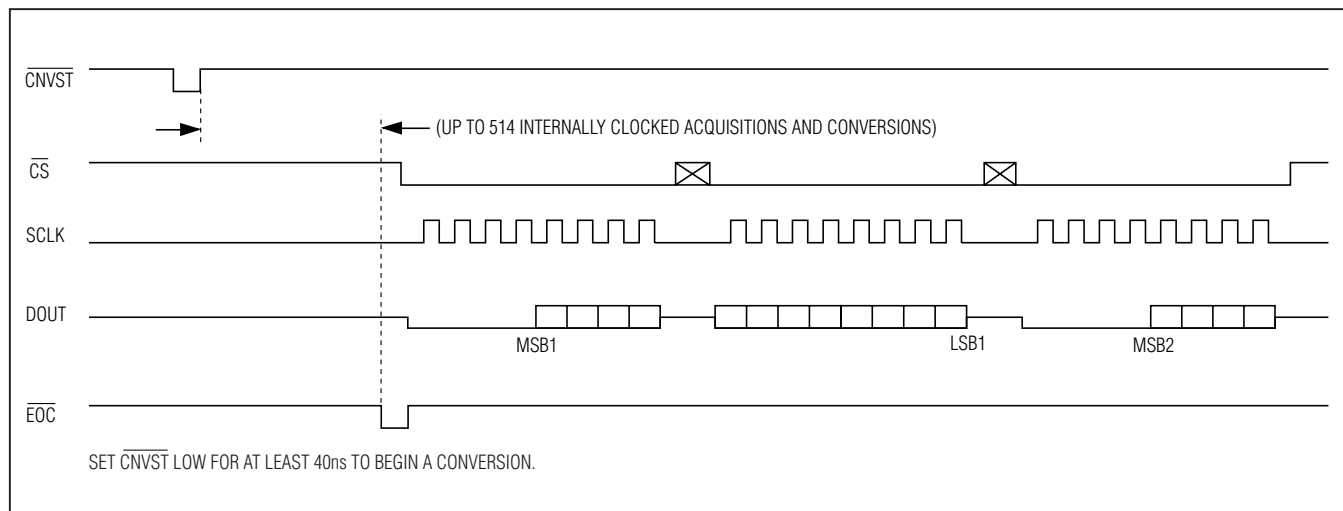 CNVST
(UP TO 514 INTERNALLY CLOCKED ACQUISITIONS AND CONVERSIONS)
CS
SCLK
DOUT
MSB1
LSB1
MSB2
EOC
SET CNVST LOW FOR AT LEAST 40ns TO BEGIN A CONVERSION.